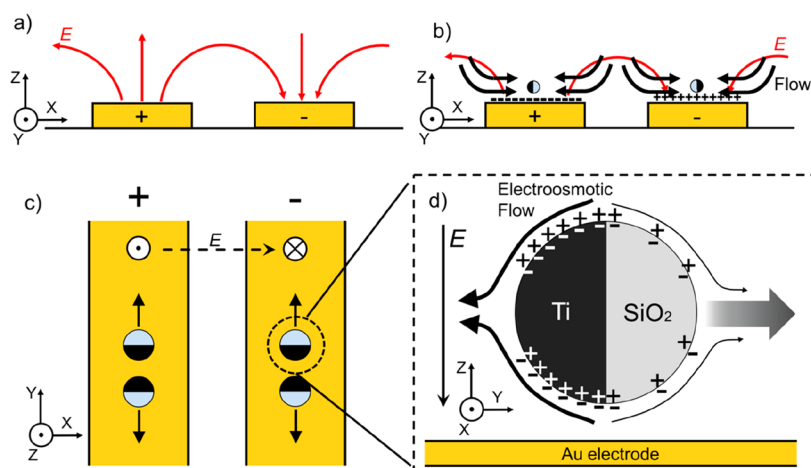 a)
E
Z
X
Y
+
-
b)
E
Flow
Z
X
Y
+
-
c)
+
-
E
Y
X
Z
d)
Electroosmotic
Flow
E
Ti
SiO₂
Z
Y
X
Au electrode